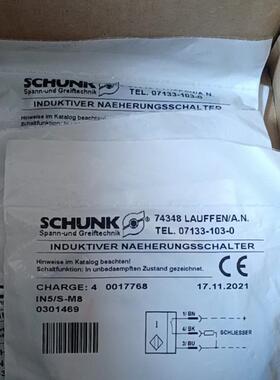 SCHUNK
Spann-und Greiftechnik
TEL. 07133-103-0
INDUKTIVER NAEHERUNGSSCHALTER
Hinweise im Katalog beachten!
SCHUNK ®
Spann-und Greiftechnik
74348 LAUFFEN/A.N.
TEL. 07133-103-0
INDUKTIVER NAEHERUNGSSCHALTER
Hinweise im Katalog beachten!
Schaltfunktion: In unbedaempften Zustand gezeichnet.
CE
CHARGE: 4 0017768 17.11.2021
IN5/S-M8
0301469
1/BN
4/BK
3/BU
SCHLIESSER